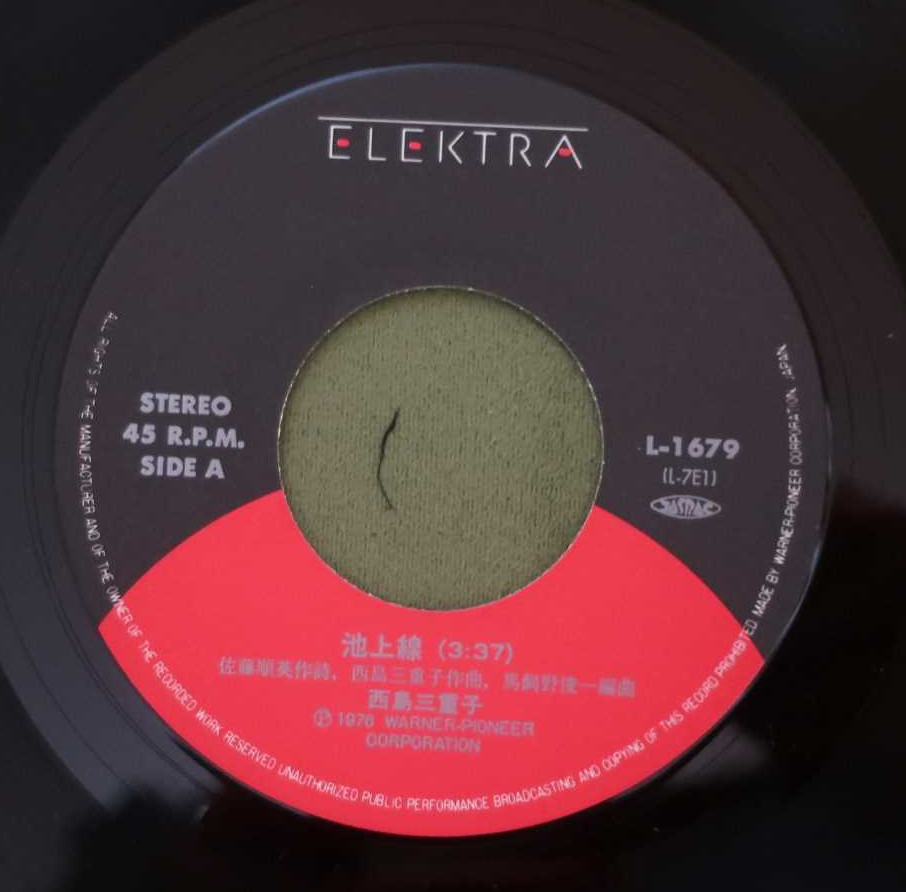 ELEKTRA
STEREO
45 R.P.M.
SIDE A
L-1679
(L-7E1)
JASRAC
池上線 (3:37)
佐藤順英作詩, 西島三重子作曲, 馬飼野俊一編曲
西島三重子
Ⓟ1976 WARNER-PIONEER
CORPORATION
ALL RIGHTS OF THE MANUFACTURER AND OF THE OWNER OF THE RECORDED WORK RESERVED UNAUTHORIZED PUBLIC PERFORMANCE BROADCASTING AND COPYING OF THIS RECORD PROHIBITED MADE BY WARNER-PIONEER CORPORATION, JAPAN